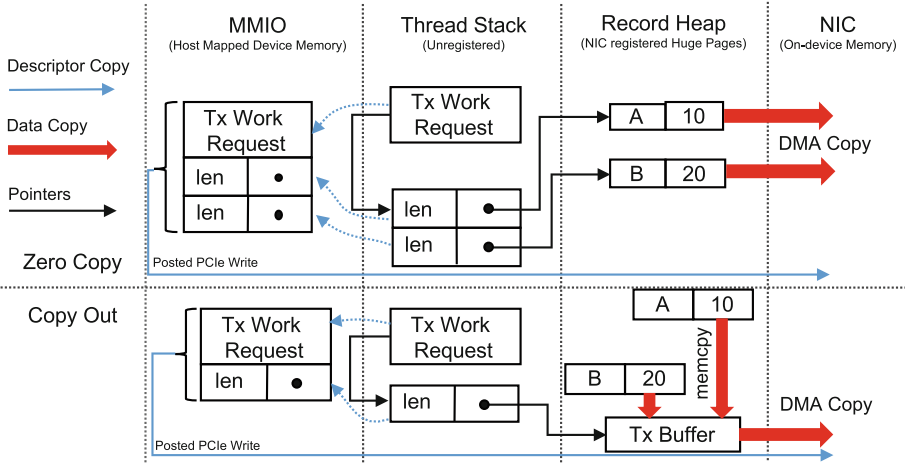 MMIO
(Host Mapped Device Memory)
Thread Stack
(Unregistered)
Record Heap
(NIC registered Huge Pages)
NIC
(On-device Memory)
Descriptor Copy
Data Copy
Pointers
Zero Copy
Tx Work
Request
len
len
Posted PCIe Write
Tx Work
Request
len
len
A 10
B 20
DMA Copy
Copy Out
Tx Work
Request
len
Posted PCIe Write
Tx Work
Request
len
A 10
memcpy
B 20
Tx Buffer
DMA Copy